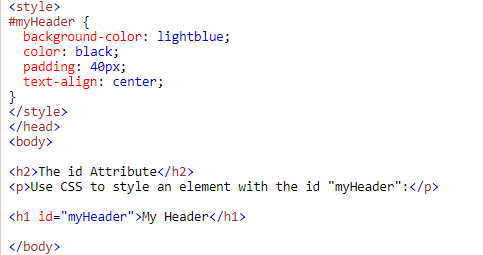 <style>
#myHeader {
  background-color: lightblue;
  color: black;
  padding: 40px;
  text-align: center;
}
</style>
</head>
<body>

<h2>The id Attribute</h2>
<p>Use CSS to style an element with the id "myHeader":</p>

<h1 id="myHeader">My Header</h1>

</body>